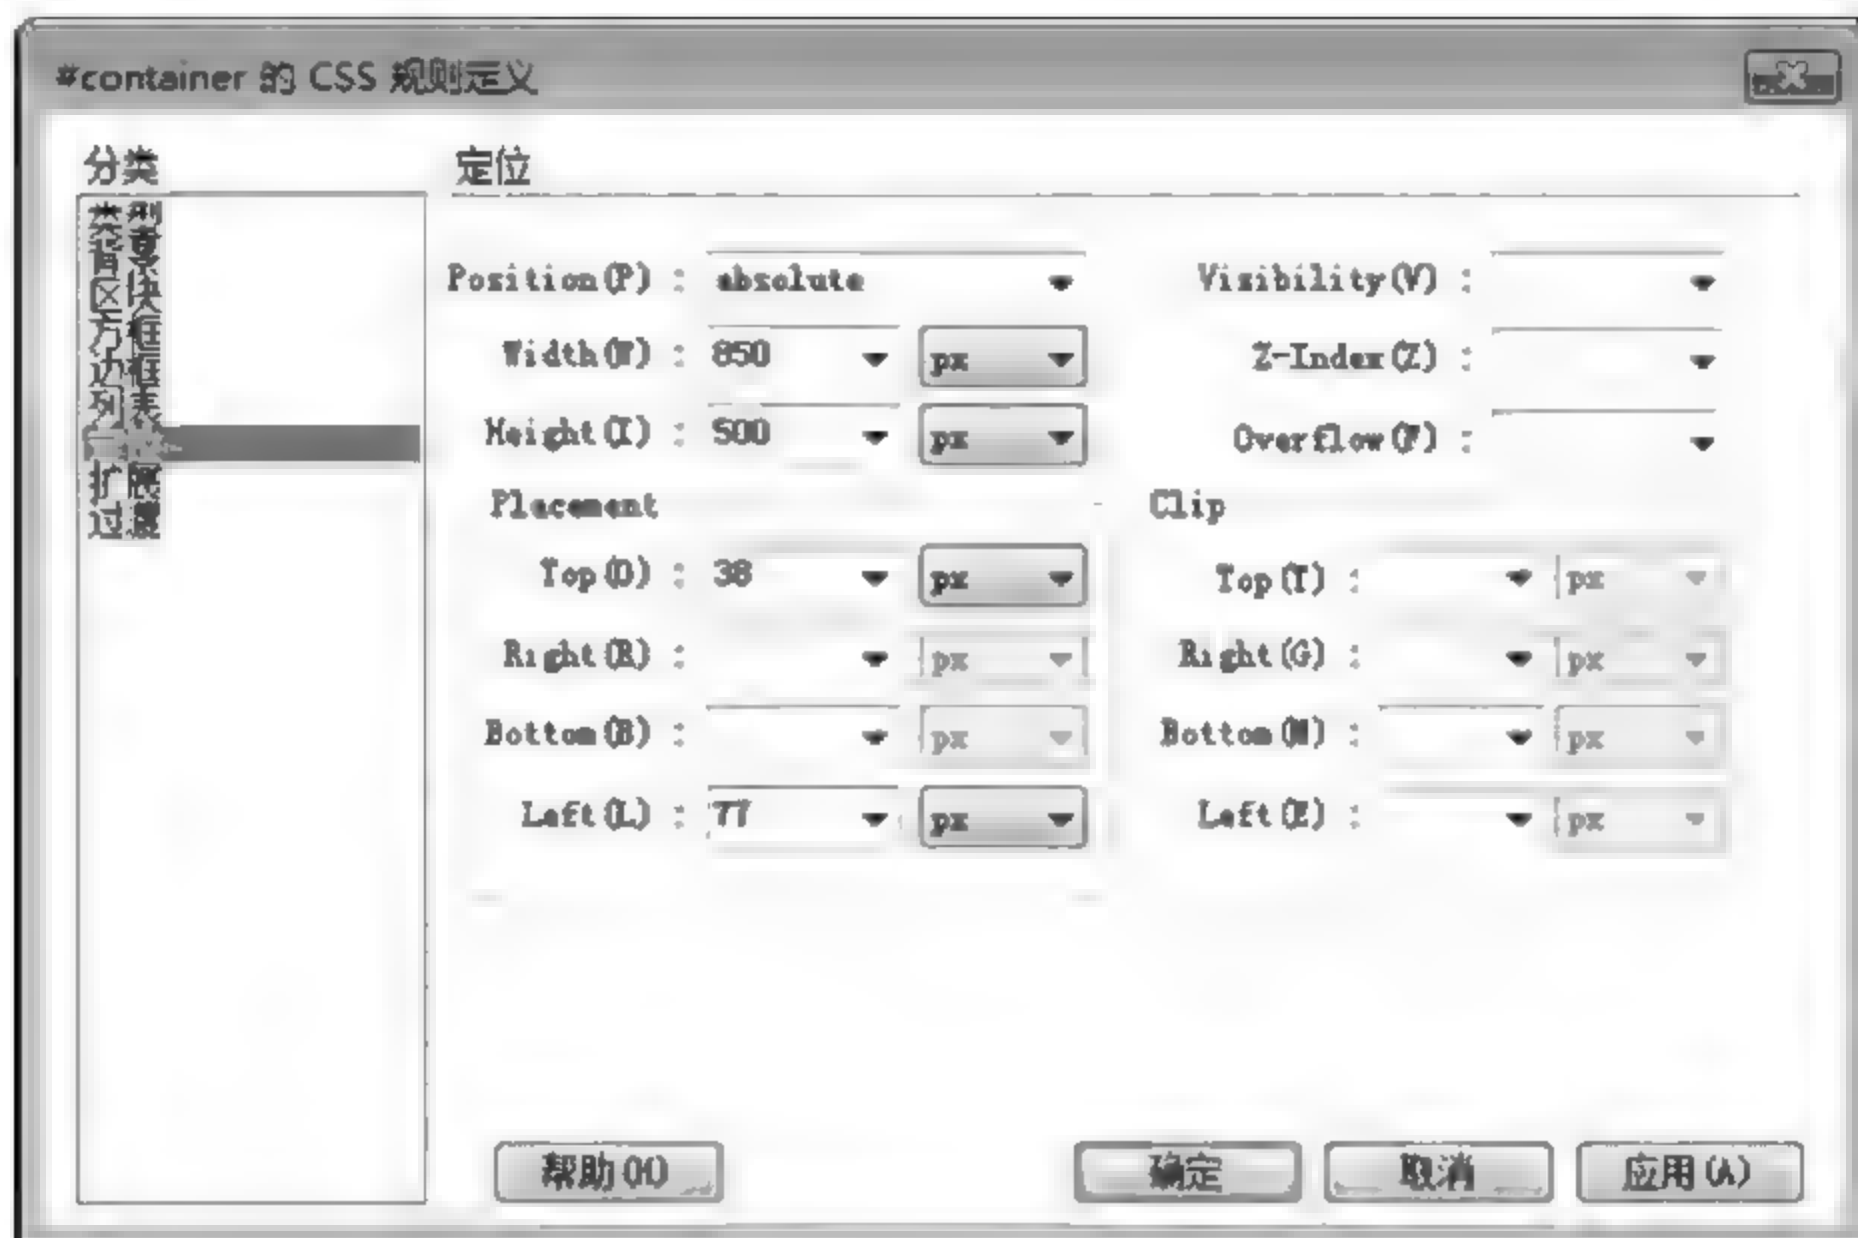 #container 的 CSS 规则定义
分类
类型
背景
区块
方框
边框
列表
扩展
过渡
定位
Position(P) : absolute
Visibility(V) :
Width(W) : 850 px
Z-Index(Z) :
Height(I) : 500 px
Overflow(F) :
Placement
Clip
Top(O) : 38 px
Top(T) : px
Right(R) : px
Right(G) : px
Bottom(B) : px
Bottom(M) : px
Left(L) : 77 px
Left(E) : px
帮助(H)
确定
取消
应用(A)